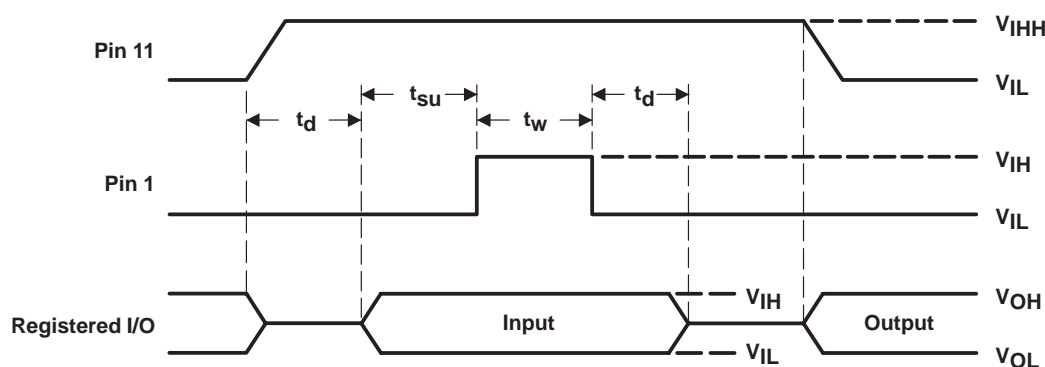 VIHH
Pin 11
VIL
tsu
td
td
tw
VIH
Pin 1
VIL
VIH
VOH
Registered I/O
Input
Output
VIL
VOL